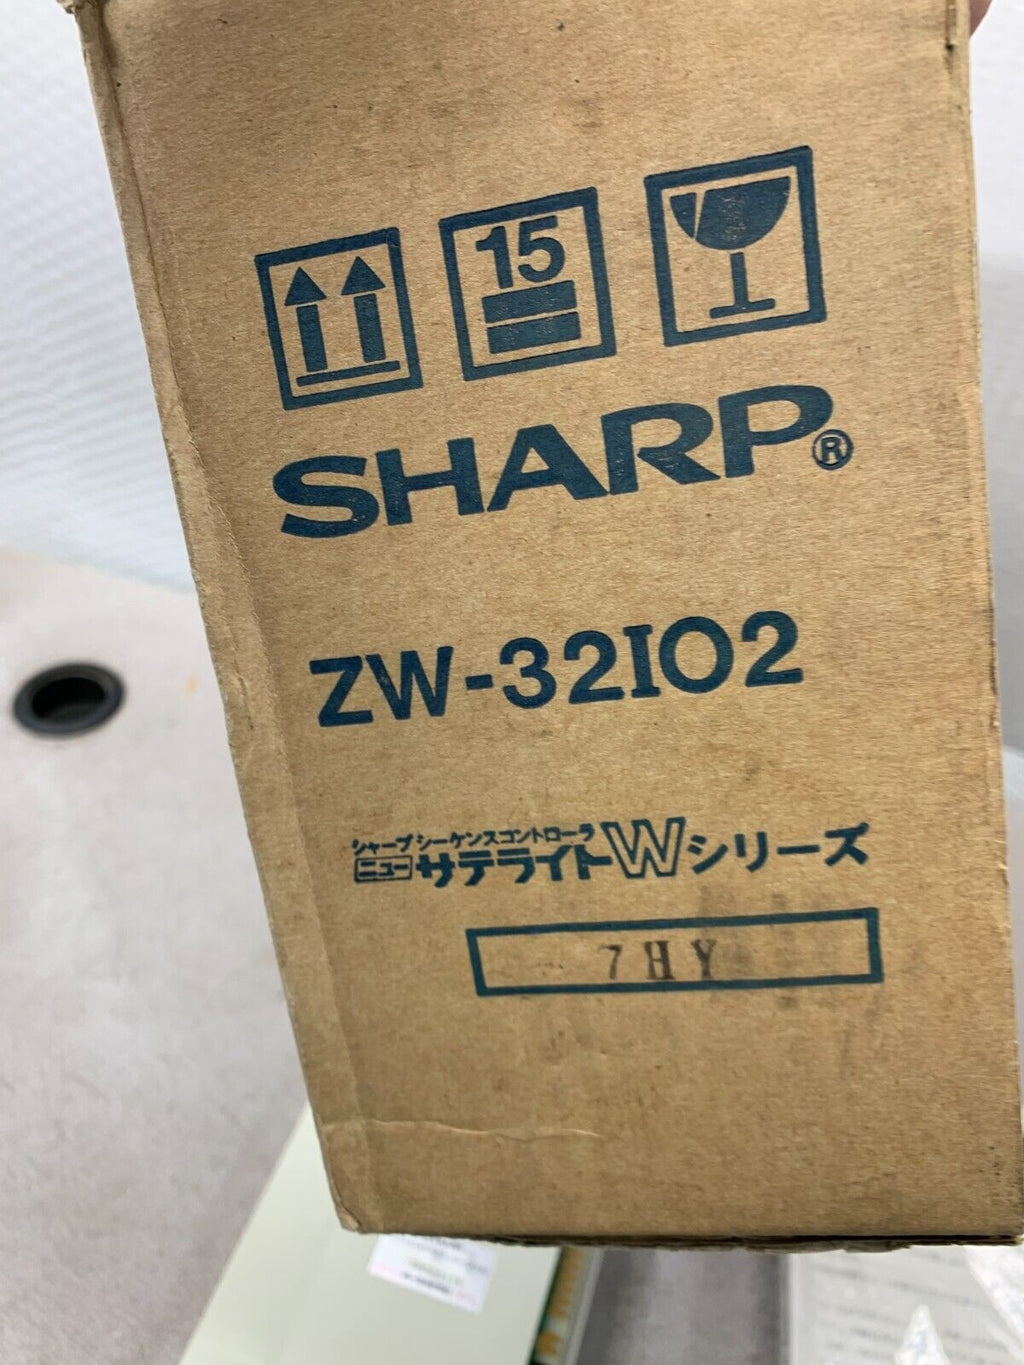 15
SHARP®
ZW-32IO2
シャープ シーケンスコントローラ
ニュー サテライトWシリーズ
7HY